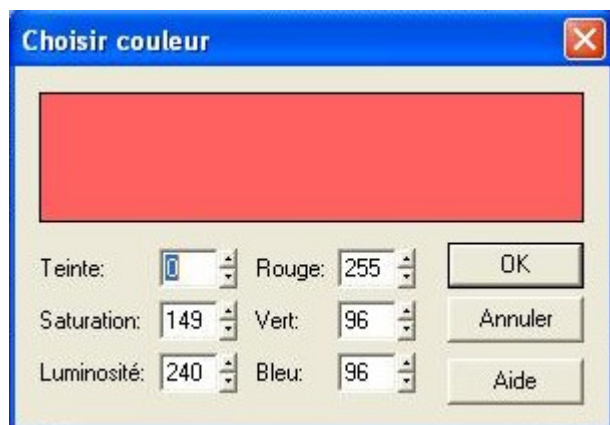 Choisir couleur
Teinte: 0 Rouge: 255 OK
Saturation: 149 Vert: 96 Annuler
Luminosité: 240 Bleu: 96 Aide